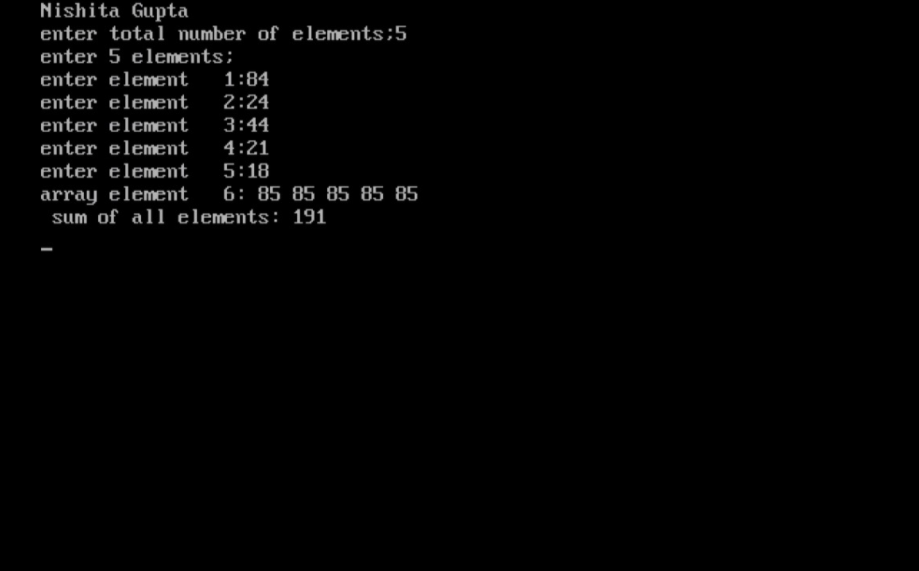 Nishita Gupta
enter total number of elements;5
enter 5 elements;
enter element   1:84
enter element   2:24
enter element   3:44
enter element   4:21
enter element   5:18
array element   6: 85 85 85 85 85
 sum of all elements: 191
_